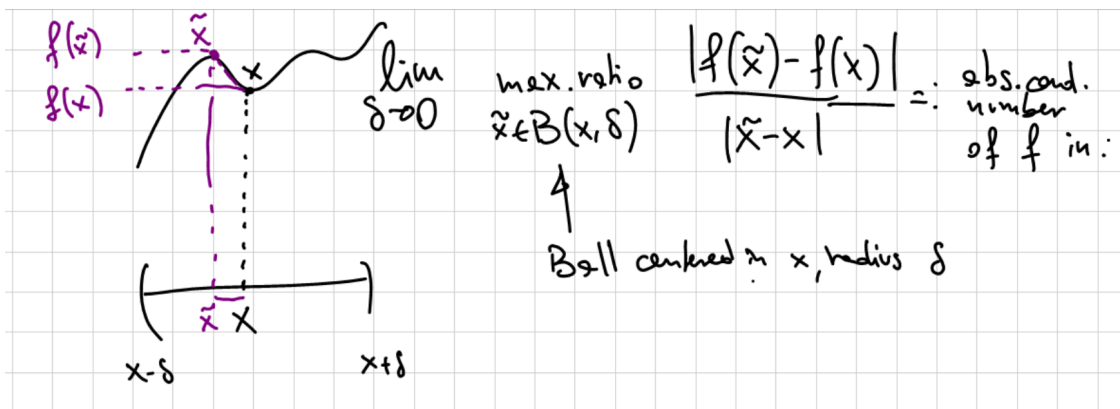 f(x̃)
x̃
f(x)
x
lim
δ→0
max. ratio
x̃∈B(x,δ)
|f(x̃)-f(x)|
|x̃-x|
=:
abs.cond.
number
of f in:
Ball centered in x, radius δ
x̃ x
x-δ
x+δ